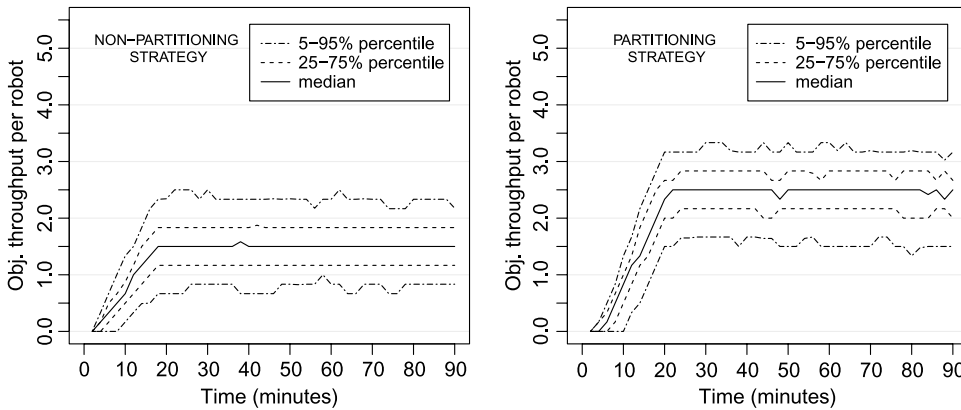 NON−PARTITIONING
STRATEGY
5−95% percentile
25−75% percentile
median
Obj. throughput per robot
0.0
1.0
2.0
3.0
4.0
5.0
0 10 20 30 40 50 60 70 80 90
Time (minutes)
PARTITIONING
STRATEGY
5−95% percentile
25−75% percentile
median
Obj. throughput per robot
0.0
1.0
2.0
3.0
4.0
5.0
0 10 20 30 40 50 60 70 80 90
Time (minutes)